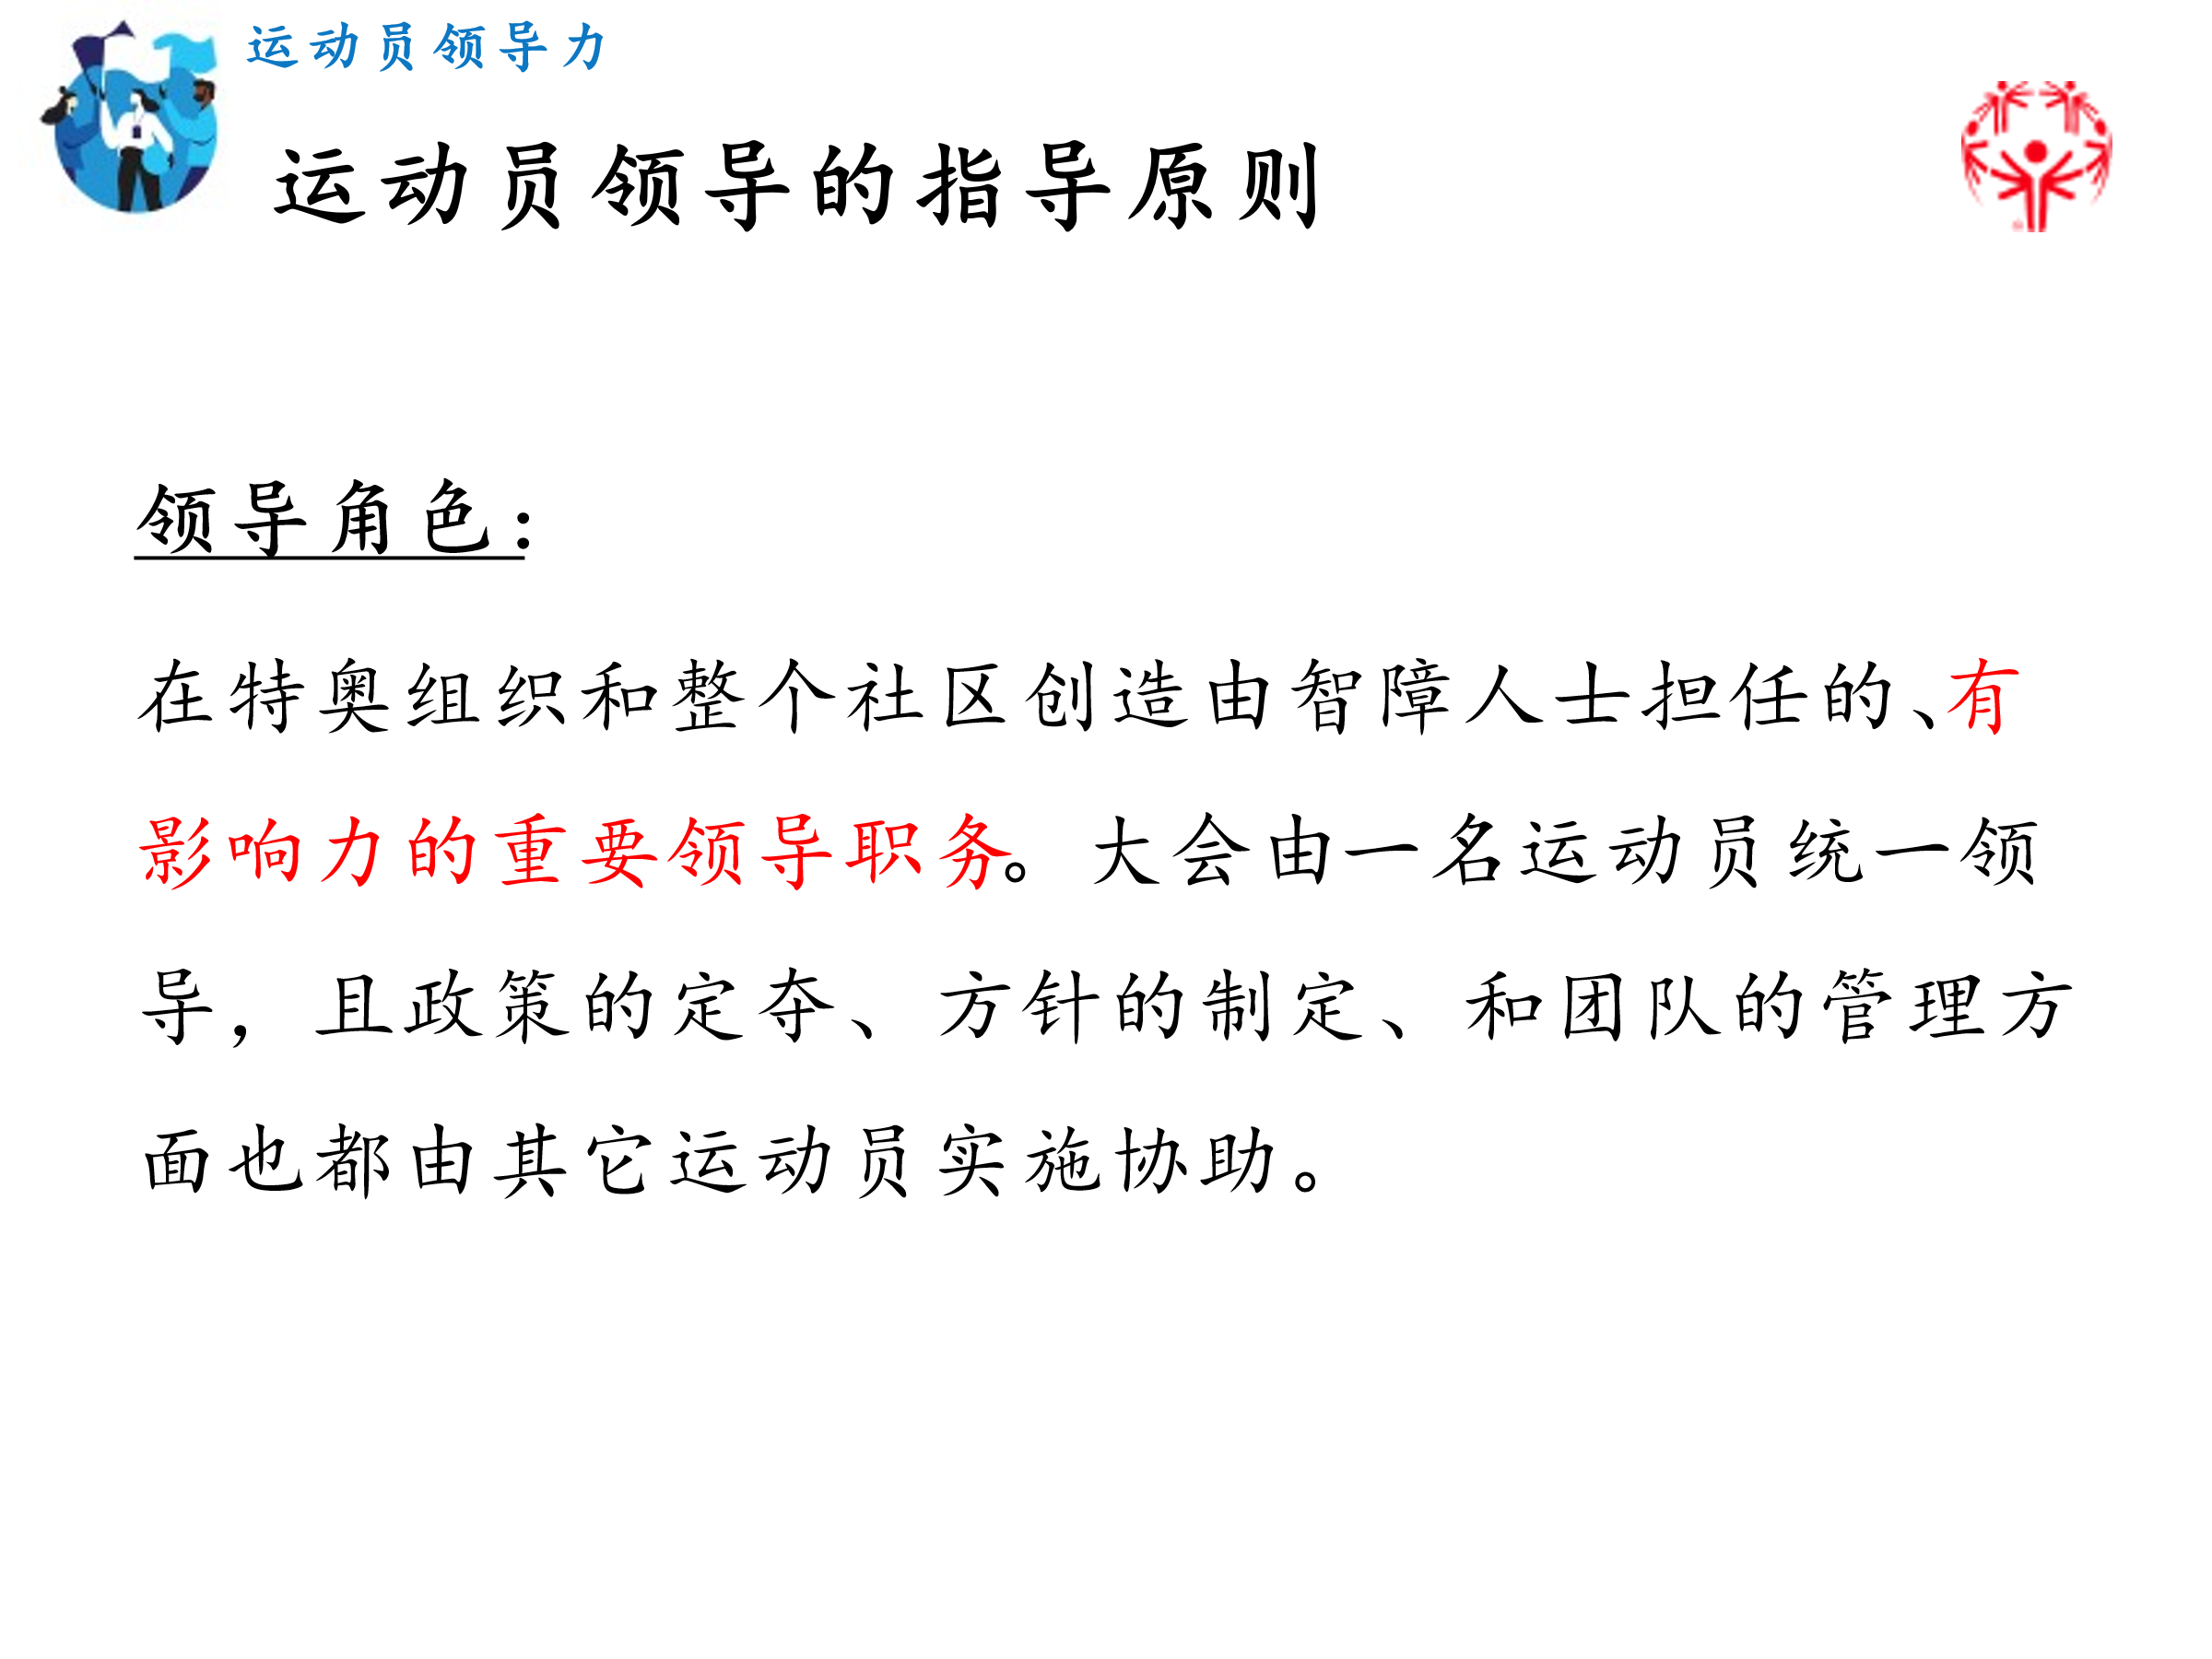 运动员领导力
运动员领导的指导原则
领导角色：
在特奥组织和整个社区创造由智障人士担任的、有
影响力的重要领导职务。大会由一名运动员统一领
导，且政策的定夺、方针的制定、和团队的管理方
面也都由其它运动员实施协助。